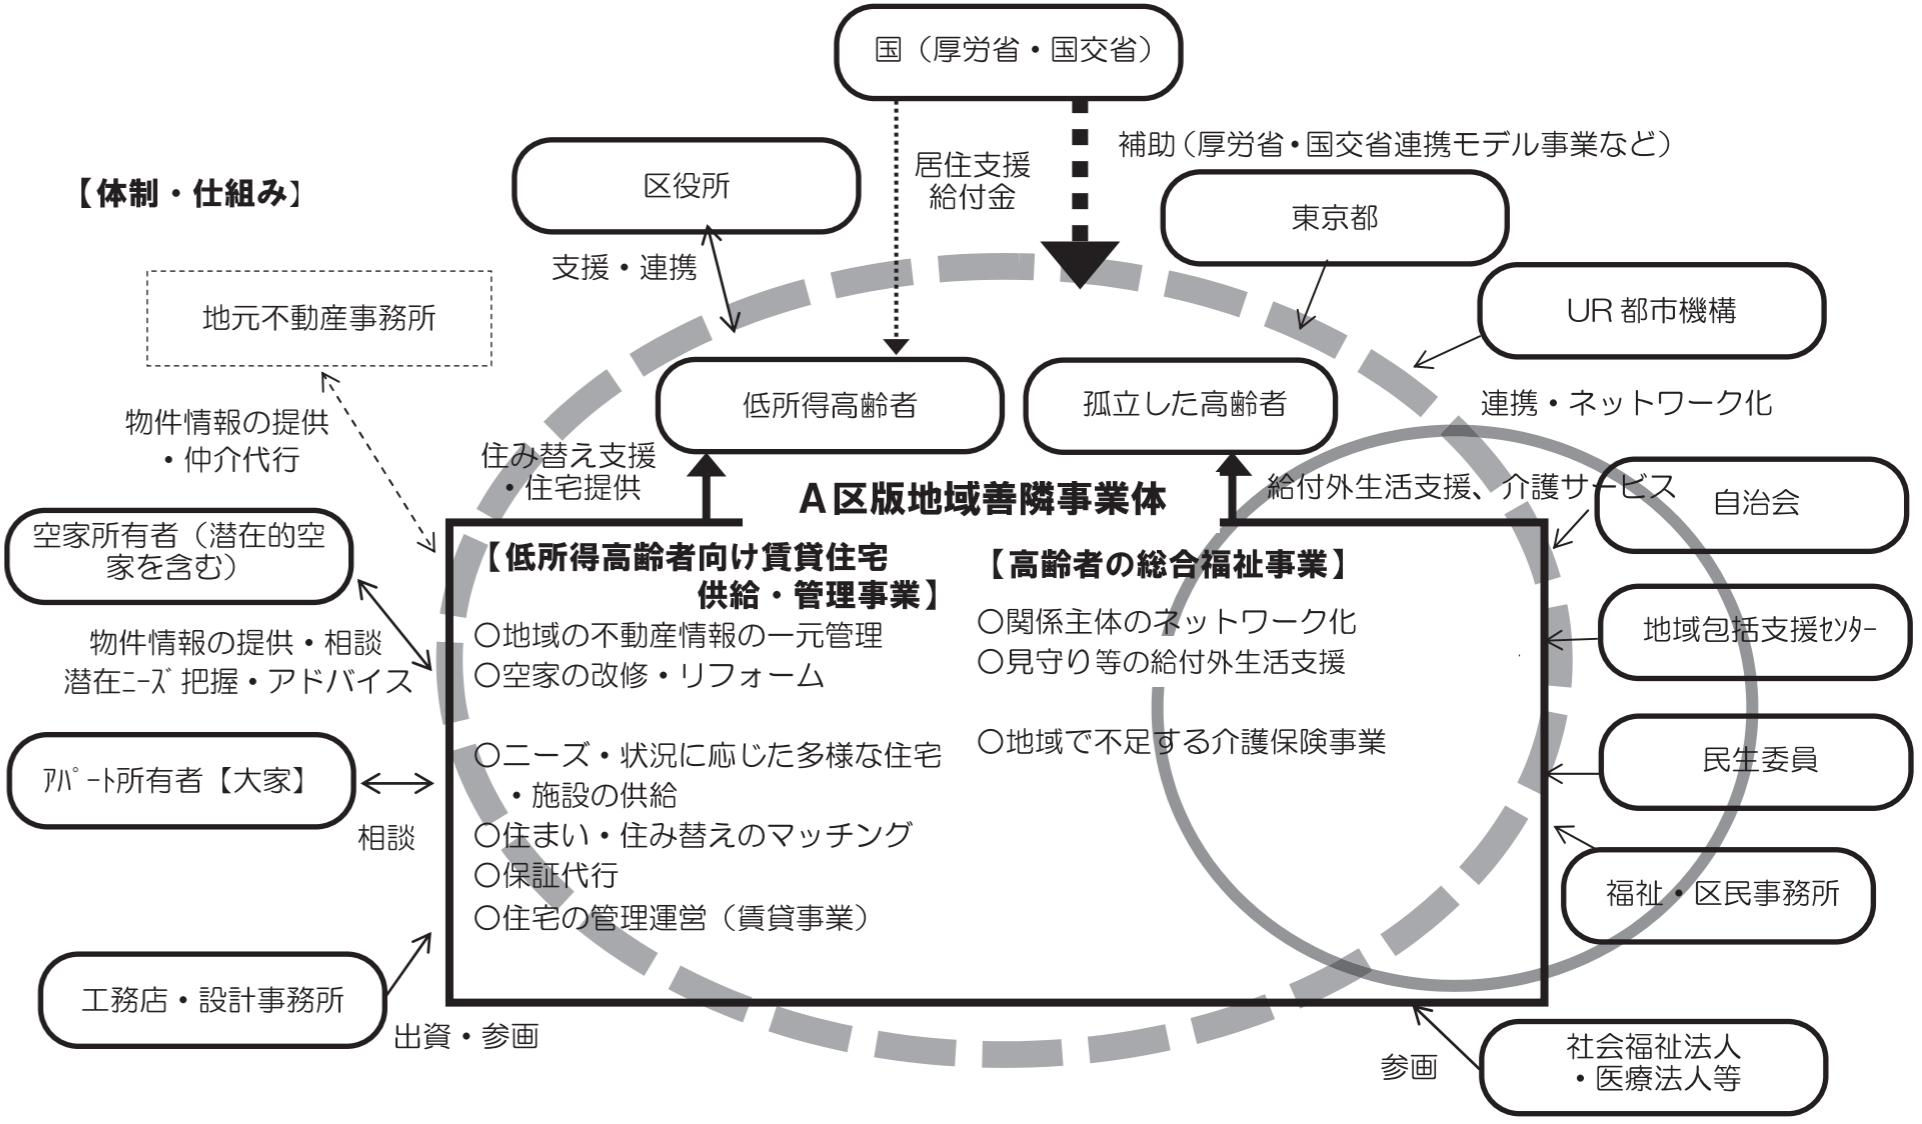 国（厚労省・国交省）
補助（厚労省・国交省連携モデル事業など）
居住支援
給付金
区役所
東京都
【体制・仕組み】
支援・連携
地元不動産事務所
UR 都市機構
低所得高齢者
孤立した高齢者
連携・ネットワーク化
物件情報の提供
・仲介代行
住み替え支援
・住宅提供
A区版地域善隣事業体
給付外生活支援、介護サービス
自治会
空家所有者（潜在的空
家を含む）
【低所得高齢者向け賃貸住宅
供給・管理事業】
【高齢者の総合福祉事業】
〇地域の不動産情報の一元管理
〇空家の改修・リフォーム
〇関係主体のネットワーク化
〇見守り等の給付外生活支援
地域包括支援ｾﾝﾀｰ
物件情報の提供・相談
潜在ﾆｰｽﾞ把握・アドバイス
〇ニーズ・状況に応じた多様な住宅
・施設の供給
〇地域で不足する介護保険事業
民生委員
ｱﾊﾟｰﾄ所有者【大家】
相談
〇住まい・住み替えのマッチング
〇保証代行
〇住宅の管理運営（賃貸事業）
福祉・区民事務所
工務店・設計事務所
出資・参画
参画
社会福祉法人
・医療法人等